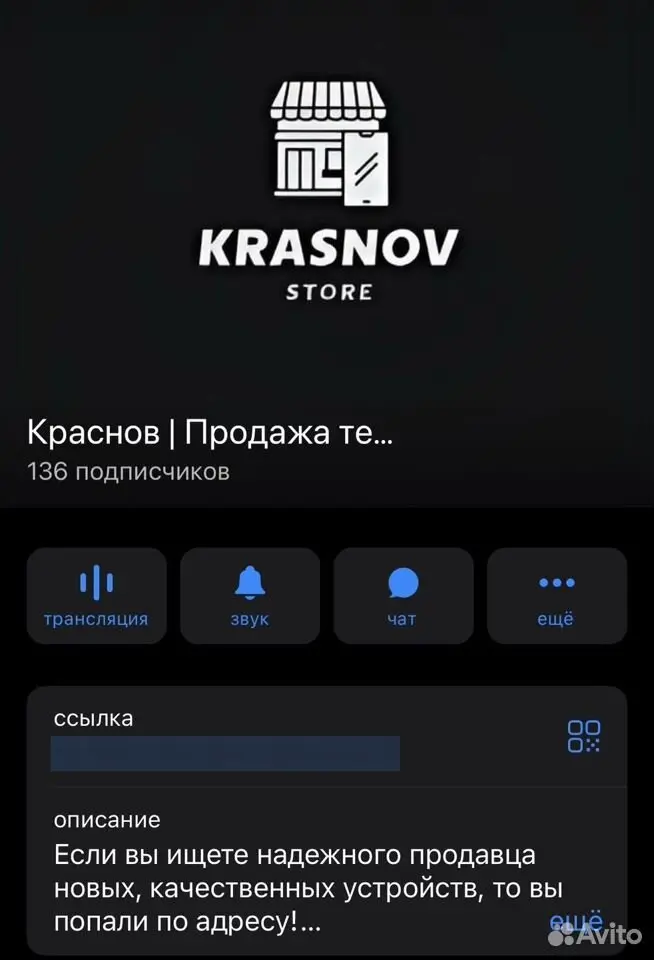 KRASNOV
STORE
Краснов | Продажа те...
136 подписчиков
трансляция
звук
чат
ещё
ссылка
описание
Если вы ищете надежного продавца
новых, качественных устройств, то вы
попали по адресу!...
ещё
Avito